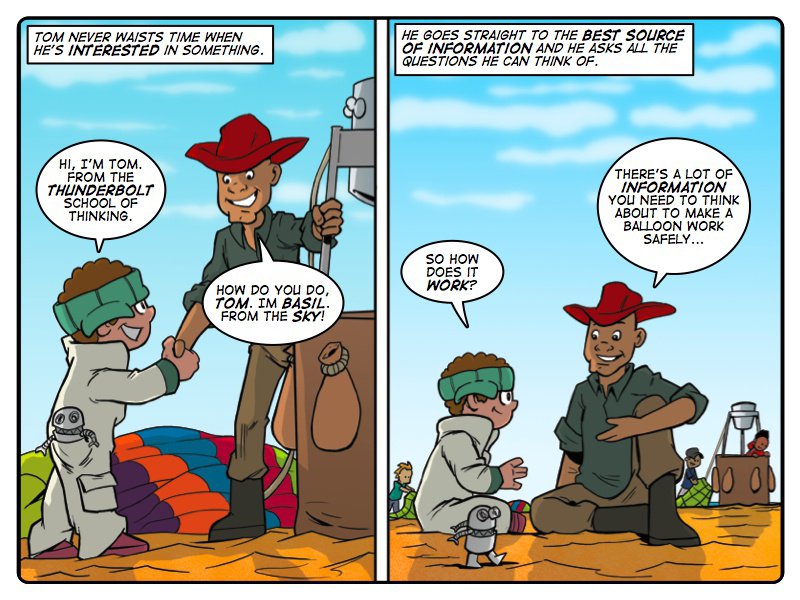 TOM NEVER WAISTS TIME WHEN
HE'S INTERESTED IN SOMETHING.
HI, I'M TOM.
FROM THE
THUNDERBOLT
SCHOOL OF
THINKING.
HOW DO YOU DO,
TOM. IM BASIL.
FROM THE SKY!
HE GOES STRAIGHT TO THE BEST SOURCE
OF INFORMATION AND HE ASKS ALL THE
QUESTIONS HE CAN THINK OF.
SO HOW
DOES IT
WORK?
THERE'S A LOT OF
INFORMATION
YOU NEED TO THINK
ABOUT TO MAKE A
BALLOON WORK
SAFELY...